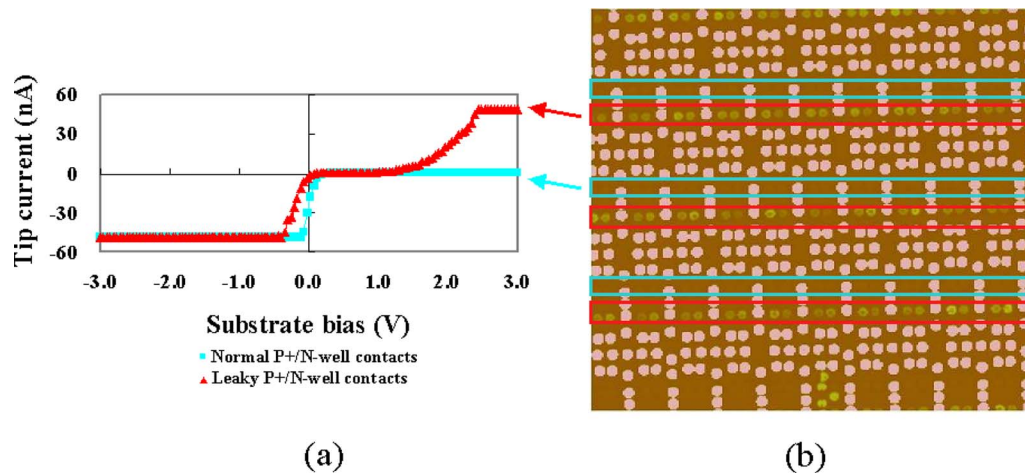 Tip current (nA)
60
30
0
-30
-60
-3.0 -2.0 -1.0 0.0 1.0 2.0 3.0
Substrate bias (V)
Normal P+/N-well contacts
Leaky P+/N-well contacts
(a) (b)